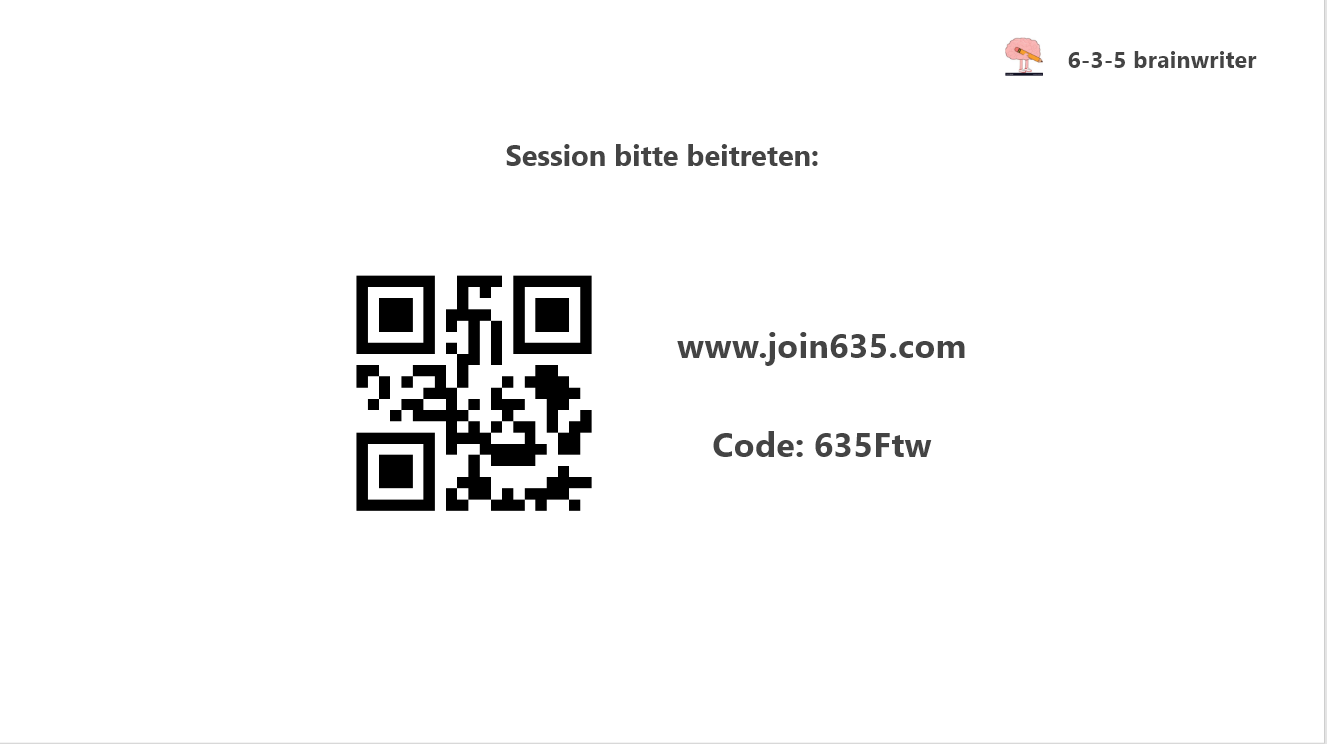 6-3-5 brainwriter
Session bitte beitreten:
www.join635.com
Code: 635Ftw